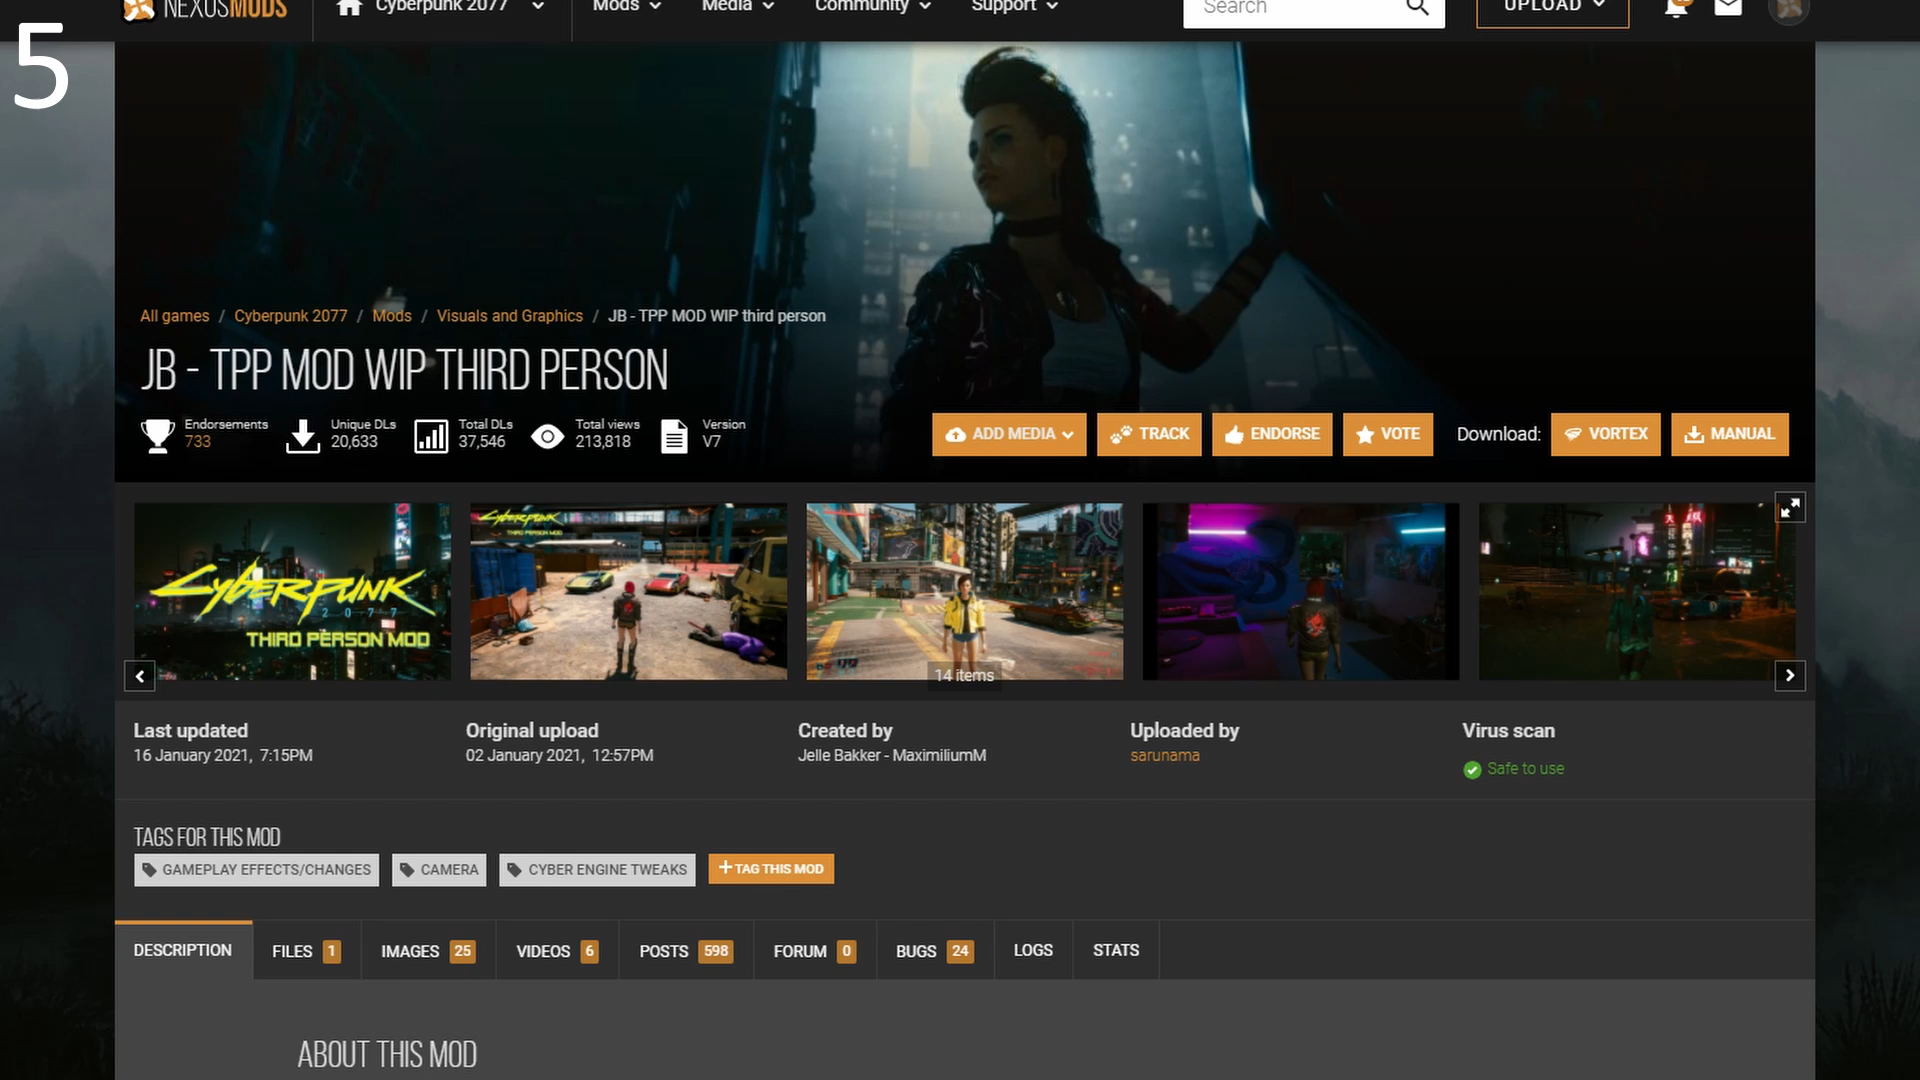 5
NEXUSMODS Cyberpunk 2077 Mods Media Community Support Search UPLOAD
All games / Cyberpunk 2077 / Mods / Visuals and Graphics / JB - TPP MOD WIP third person
JB - TPP MOD WIP THIRD PERSON
Endorsements
733
Unique DLs
20,633
Total DLs
37,546
Total views
213,818
Version
V7
ADD MEDIA TRACK ENDORSE VOTE Download: VORTEX MANUAL
CYBERPUNK
2077
THIRD PERSON MOD
CYBERPUNK
THIRD PERSON MOD
14 items
Last updated
16 January 2021, 7:15PM
Original upload
02 January 2021, 12:57PM
Created by
Jelle Bakker - MaximiliumM
Uploaded by
sarunama
Virus scan
Safe to use
TAGS FOR THIS MOD
GAMEPLAY EFFECTS/CHANGES CAMERA CYBER ENGINE TWEAKS +TAG THIS MOD
DESCRIPTION FILES 1 IMAGES 25 VIDEOS 6 POSTS 598 FORUM 0 BUGS 24 LOGS STATS
ABOUT THIS MOD